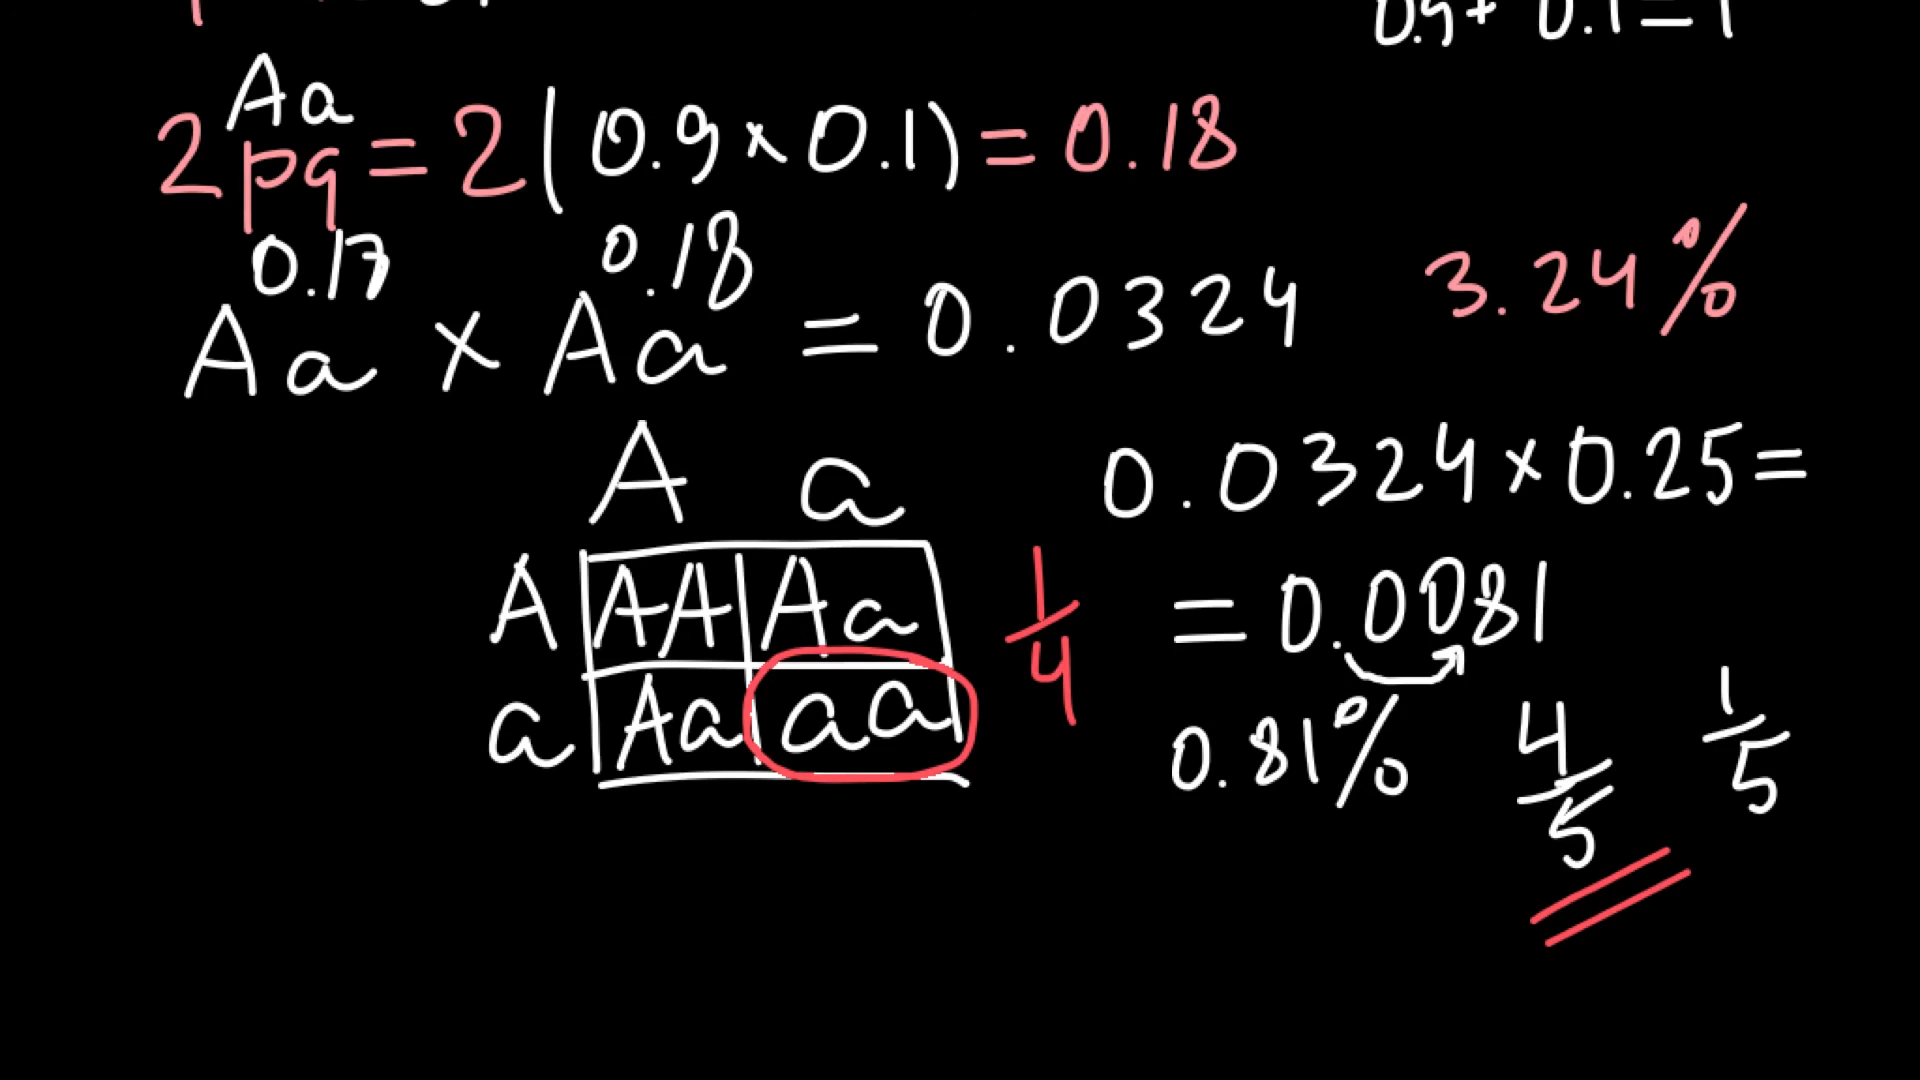 0.9 + 0.1 = 1
Aa
2pq = 2(0.9 × 0.1) = 0.18
0.17 0.18
Aa × Aa = 0.0324 3.24%
A a 0.0324 × 0.25 =
A AA Aa 1/4 = 0.0081
a Aa aa 0.81% 4/5 1/5